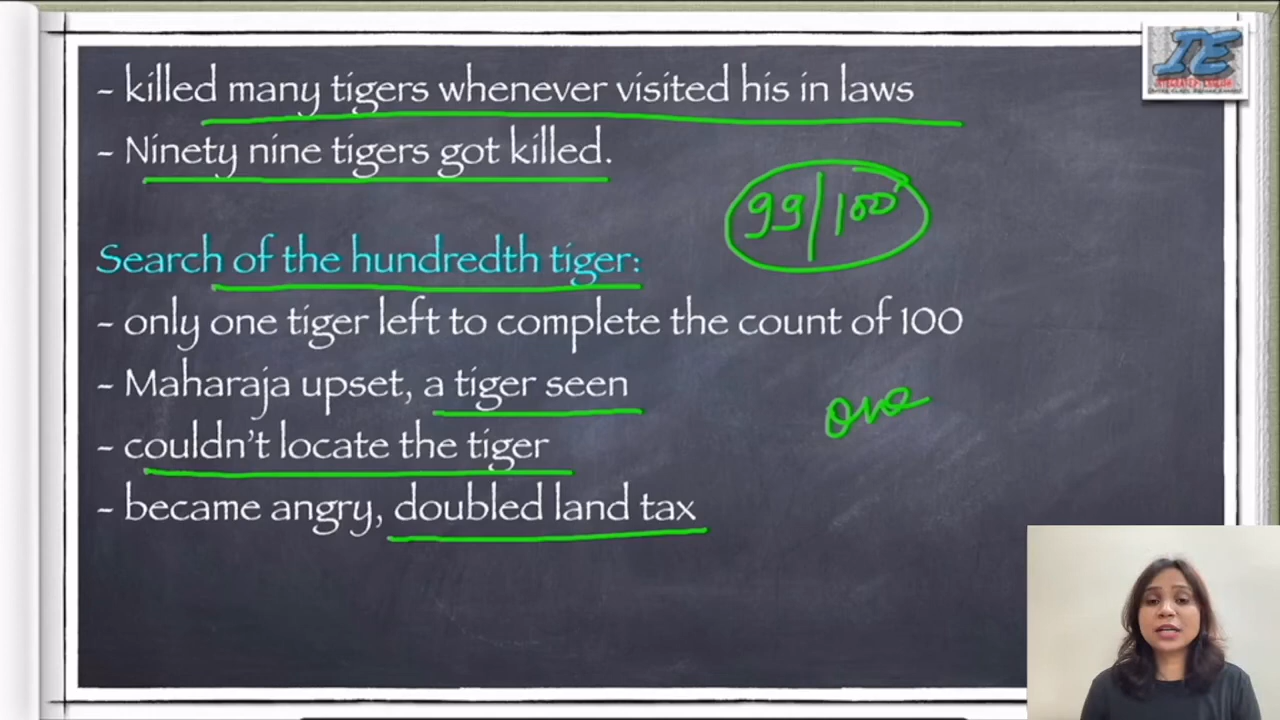 - killed many tigers whenever visited his in laws
- Ninety nine tigers got killed.
99/100
Search of the hundredth tiger:
- only one tiger left to complete the count of 100
- Maharaja upset, a tiger seen
one
- couldn't locate the tiger
- became angry, doubled land tax
IE